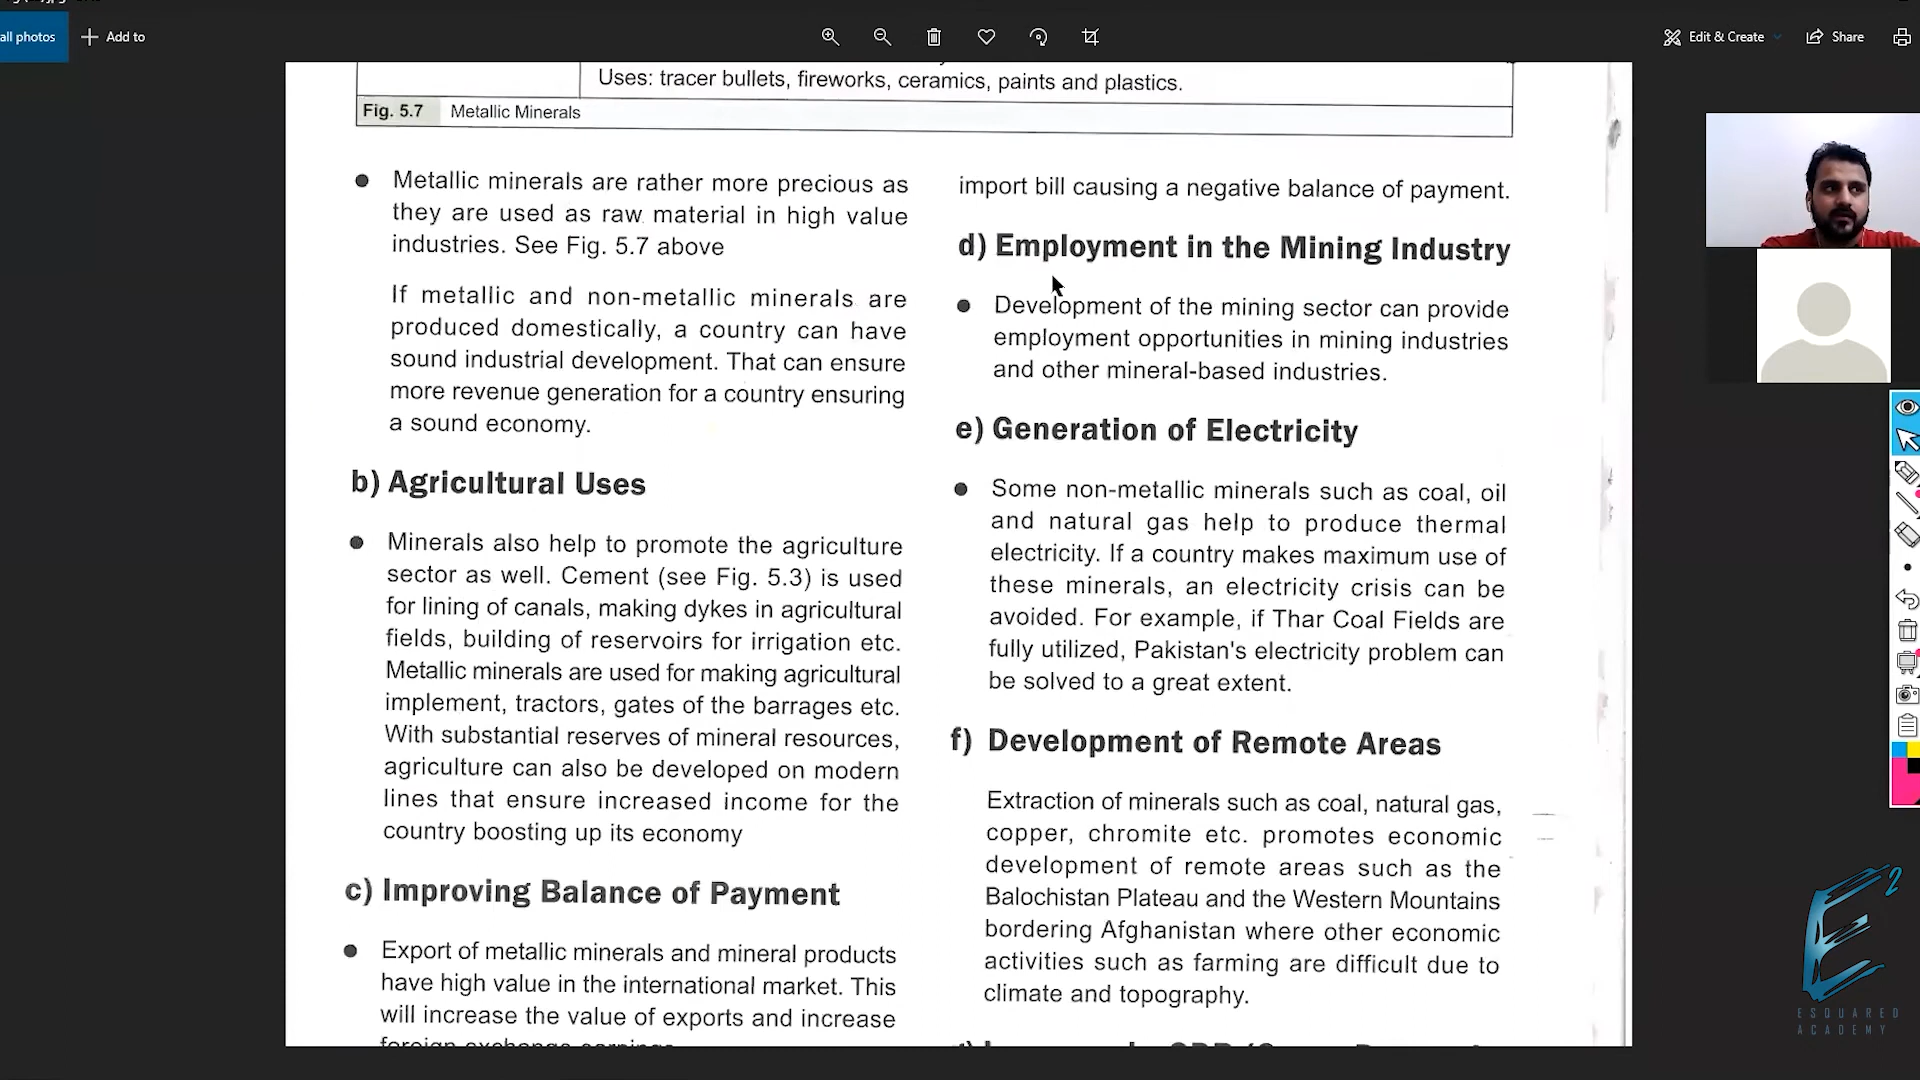 all photos
Add to
Edit & Create
Share
Uses: tracer bullets, fireworks, ceramics, paints and plastics.
Fig. 5.7 Metallic Minerals
Metallic minerals are rather more precious as
they are used as raw material in high value
industries. See Fig. 5.7 above
If metallic and non-metallic minerals are
produced domestically, a country can have
sound industrial development. That can ensure
more revenue generation for a country ensuring
a sound economy.
b) Agricultural Uses
Minerals also help to promote the agriculture
sector as well. Cement (see Fig. 5.3) is used
for lining of canals, making dykes in agricultural
fields, building of reservoirs for irrigation etc.
Metallic minerals are used for making agricultural
implement, tractors, gates of the barrages etc.
With substantial reserves of mineral resources,
agriculture can also be developed on modern
lines that ensure increased income for the
country boosting up its economy
c) Improving Balance of Payment
Export of metallic minerals and mineral products
have high value in the international market. This
will increase the value of exports and increase
foreign exchange earnings
import bill causing a negative balance of payment.
d) Employment in the Mining Industry
Development of the mining sector can provide
employment opportunities in mining industries
and other mineral-based industries.
e) Generation of Electricity
Some non-metallic minerals such as coal, oil
and natural gas help to produce thermal
electricity. If a country makes maximum use of
these minerals, an electricity crisis can be
avoided. For example, if Thar Coal Fields are
fully utilized, Pakistan's electricity problem can
be solved to a great extent.
f) Development of Remote Areas
Extraction of minerals such as coal, natural gas,
copper, chromite etc. promotes economic
development of remote areas such as the
Balochistan Plateau and the Western Mountains
bordering Afghanistan where other economic
activities such as farming are difficult due to
climate and topography.
E2
ESQUARED
ACADEMY